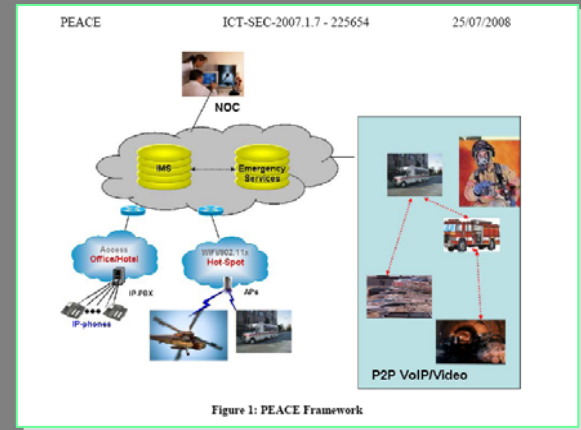 PEACE ICT-SEC-2007.1.7 - 225654 25/07/2008
NOC
IMS
Emergency
Services
Access
Office/Hotel
WiFi/802.11x
Hot-Spot
IP-PBX
APs
IP-phones
P2P VoIP/Video
Figure 1: PEACE Framework